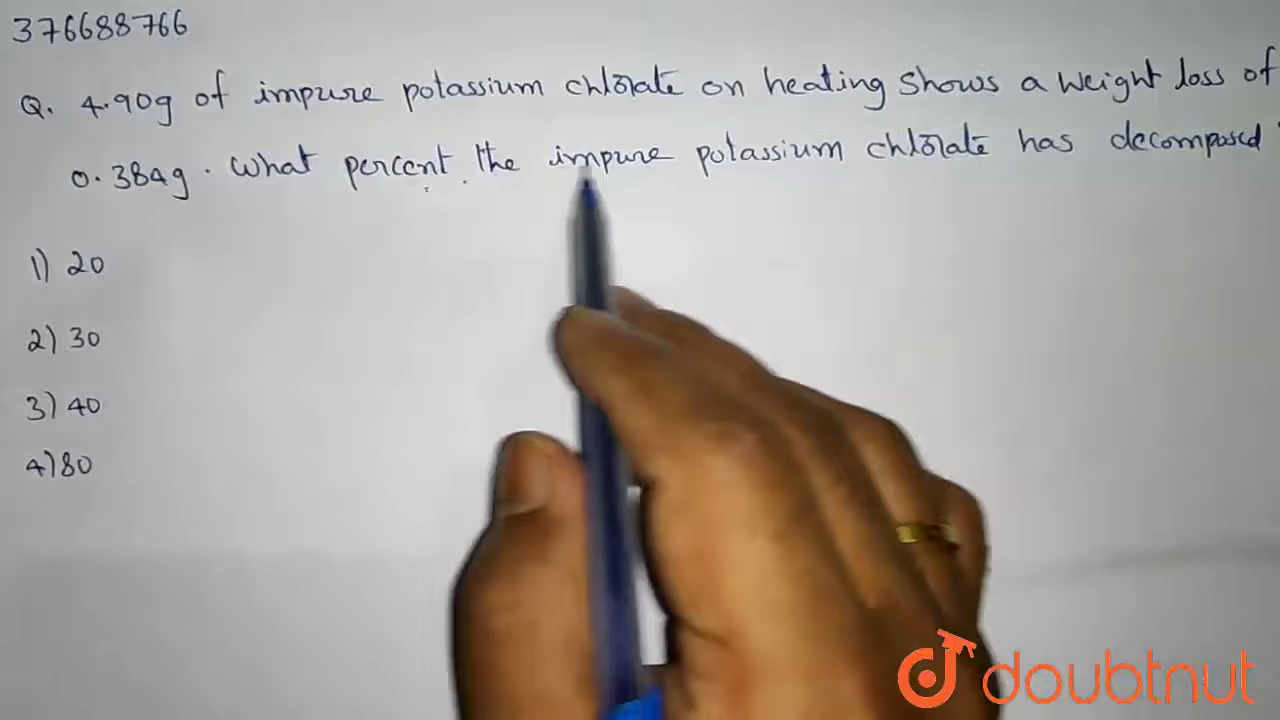 376688766
Q. 4.90g of impure potassium chlorate on heating shows a weight loss of
0.384g. What percent the impure potassium chlorate has decomposed
1) 20
2) 30
3) 40
4) 80
doubtnut